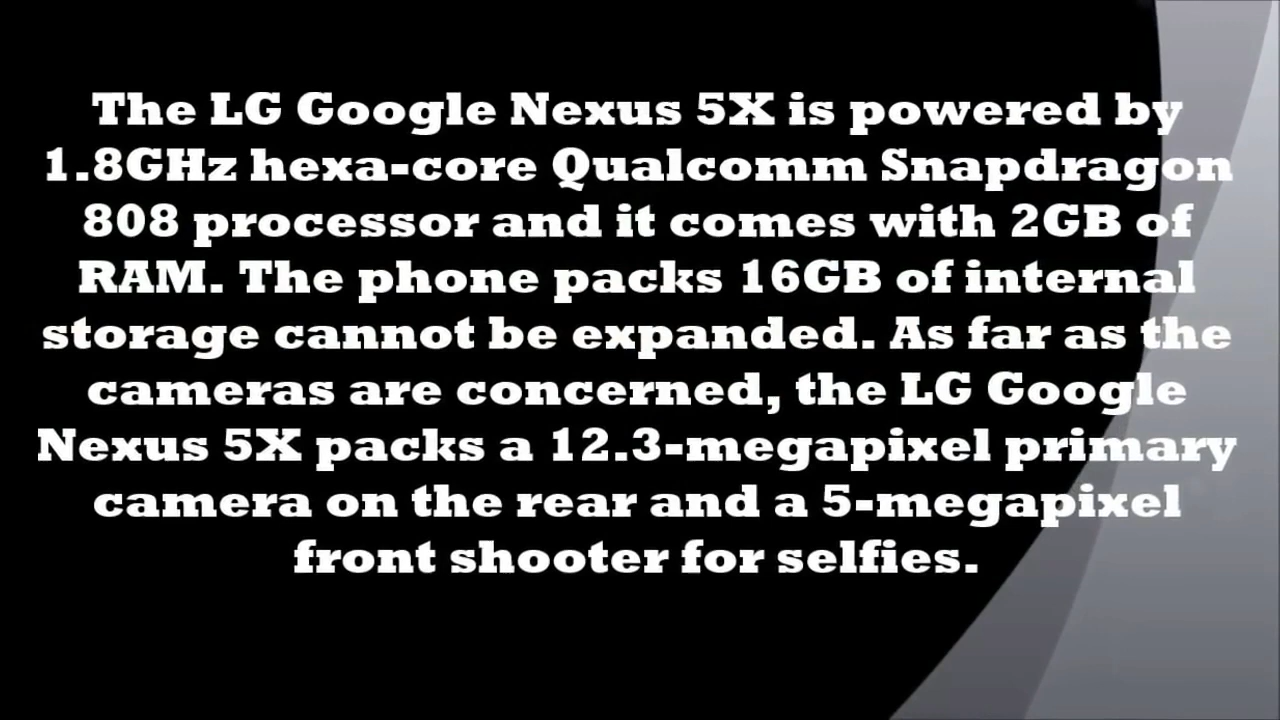 The LG Google Nexus 5X is powered by
1.8GHz hexa-core Qualcomm Snapdragon
808 processor and it comes with 2GB of
RAM. The phone packs 16GB of internal
storage cannot be expanded. As far as the
cameras are concerned, the LG Google
Nexus 5X packs a 12.3-megapixel primary
camera on the rear and a 5-megapixel
front shooter for selfies.